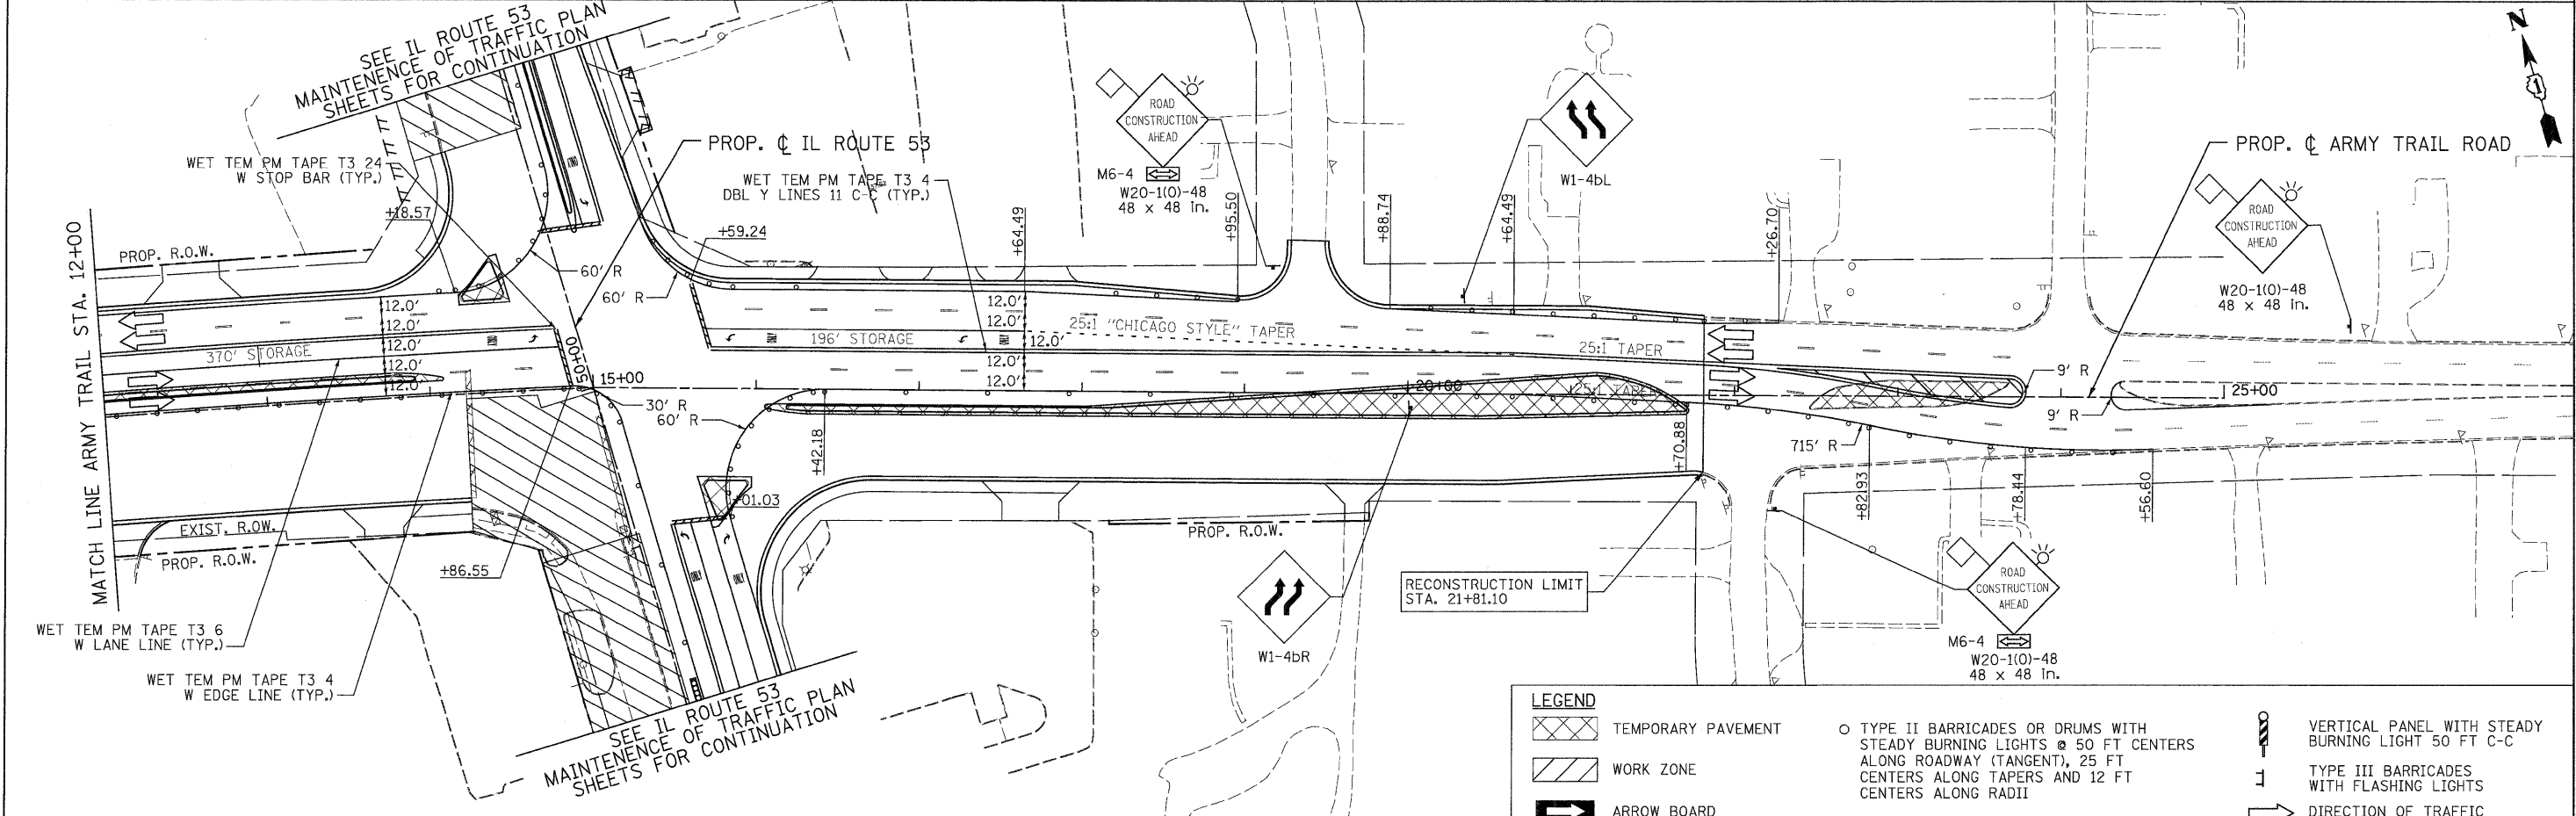 SEE IL ROUTE 53
MAINTENENCE OF TRAFFIC PLAN
SHEETS FOR CONTINUATION
WET TEM PM TAPE T3 24
W STOP BAR (TYP.)
+18.57
PROP. ℄ IL ROUTE 53
WET TEM PM TAPE T3 4
DBL Y LINES 11 C-C (TYP.)
+59.24
+64.49
ROAD
CONSTRUCTION
AHEAD
M6-4
W20-1(O)-48
48 x 48 in.
+95.50
+88.74
+64.49
W1-4bL
+26.70
PROP. ℄ ARMY TRAIL ROAD
N
1
ROAD
CONSTRUCTION
AHEAD
W20-1(O)-48
48 x 48 in.
MATCH LINE ARMY TRAIL STA. 12+00
PROP. R.O.W.
60' R
60' R
12.0'
12.0'
12.0'
12.0'
12.0'
370' STORAGE
50+00
15+00
ONLY
ONLY
ONLY
196' STORAGE
12.0'
12.0'
12.0'
12.0'
12.0'
25:1 "CHICAGO STYLE" TAPER
25:1 TAPER
20+00
25:1 TAPER
9' R
9' R
25+00
30' R
60' R
+42.18
+70.88
715' R
+82.93
+78.44
+56.80
+01.03
EXIST. R.O.W.
PROP. R.O.W.
+86.55
PROP. R.O.W.
ONLY
ONLY
W1-4bR
RECONSTRUCTION LIMIT
STA. 21+81.10
ROAD
CONSTRUCTION
AHEAD
M6-4
W20-1(O)-48
48 x 48 in.
WET TEM PM TAPE T3 6
W LANE LINE (TYP.)
WET TEM PM TAPE T3 4
W EDGE LINE (TYP.)
SEE IL ROUTE 53
MAINTENENCE OF TRAFFIC PLAN
SHEETS FOR CONTINUATION
LEGEND
TEMPORARY PAVEMENT
WORK ZONE
ARROW BOARD
TYPE II BARRICADES OR DRUMS WITH
STEADY BURNING LIGHTS @ 50 FT CENTERS
ALONG ROADWAY (TANGENT), 25 FT
CENTERS ALONG TAPERS AND 12 FT
CENTERS ALONG RADII
VERTICAL PANEL WITH STEADY
BURNING LIGHT 50 FT C-C
TYPE III BARRICADES
WITH FLASHING LIGHTS
DIRECTION OF TRAFFIC